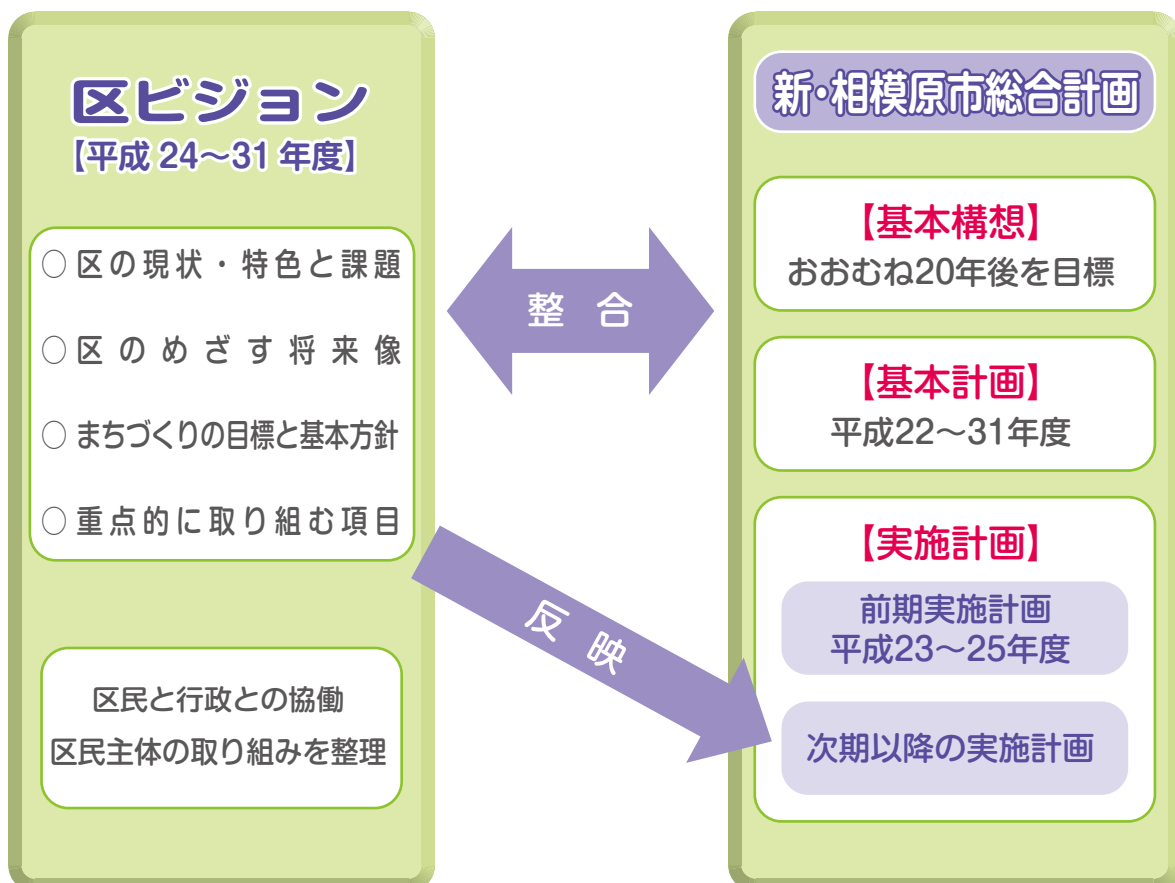 区ビジョン
【平成 24～31 年度】
○ 区の現状・特色と課題
○ 区のめざす将来像
○ まちづくりの目標と基本方針
○ 重点的に取り組む項目
区民と行政との協働
区民主体の取り組みを整理
整 合
反 映
新・相模原市総合計画
【基本構想】
おおむね20年後を目標
【基本計画】
平成22～31年度
【実施計画】
前期実施計画
平成23～25年度
次期以降の実施計画